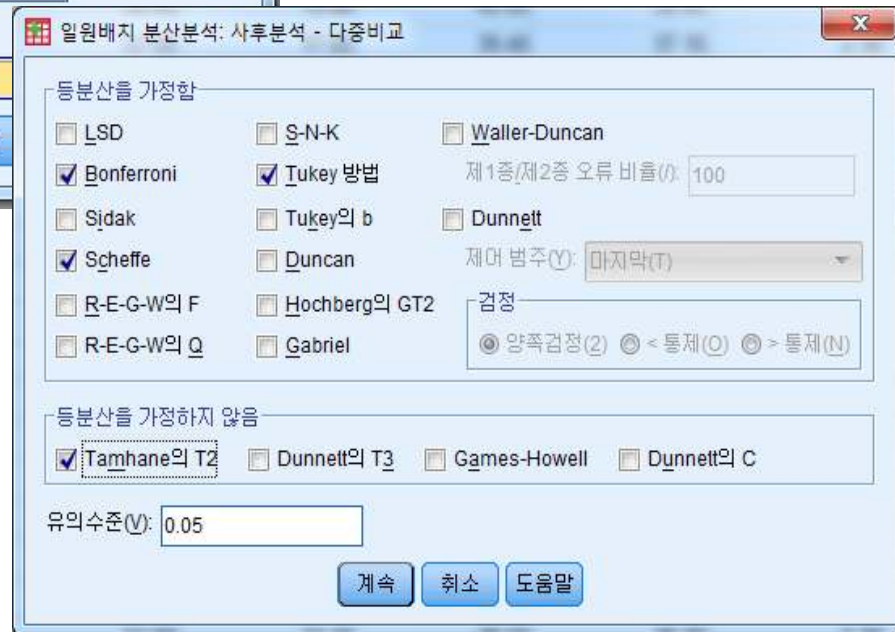 일원배치 분산분석: 사후분석 - 다중비교
등분산을 가정함
LSD S-N-K Waller-Duncan
Bonferroni Tukey 방법 제1종/제2종 오류 비율(/): 100
Sidak Tukey의 b Dunnett
Scheffe Duncan 제어 범주(Y): 마지막(T)
R-E-G-W의 F Hochberg의 GT2 검정
R-E-G-W의 Q Gabriel 양쪽검정(2) < 통제(O) > 통제(N)
등분산을 가정하지 않음
Tamhane의 T2 Dunnett의 T3 Games-Howell Dunnett의 C
유의수준(V): 0.05
계속 취소 도움말